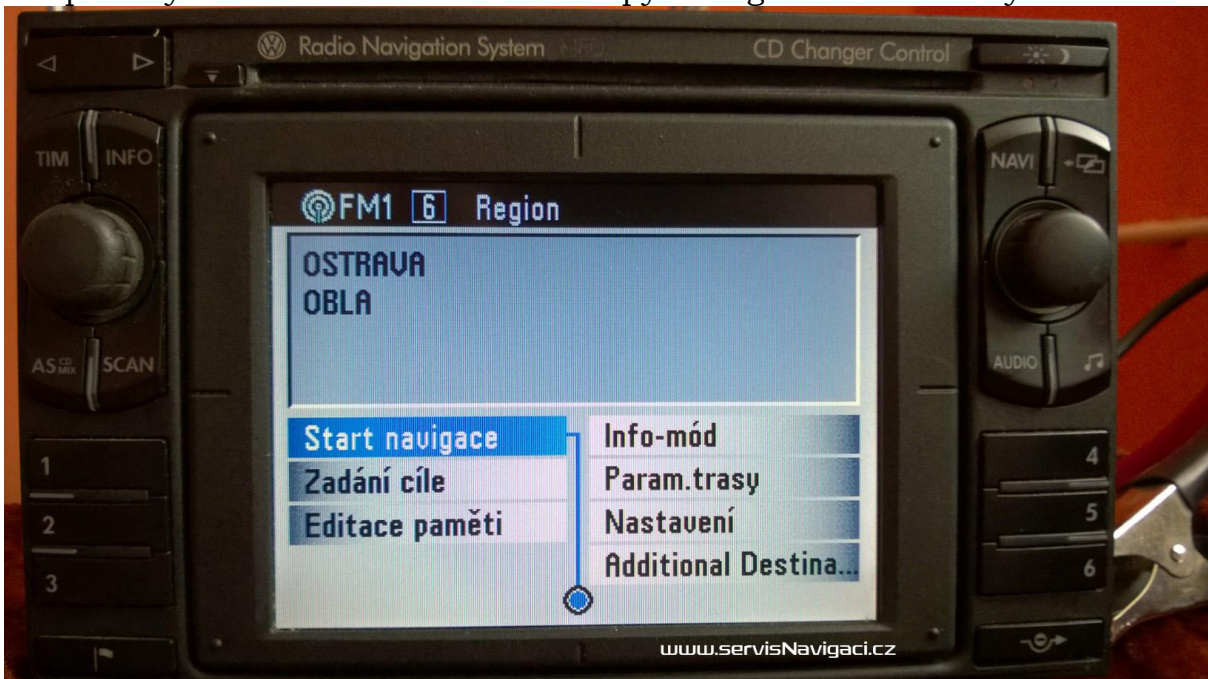 Radio Navigation System
CD Changer Control
TIM
INFO
NAVI
FM1 6 Region
OSTRAVA
OBLA
AS CD MIX
SCAN
AUDIO
Start navigace
Info-mód
Zadání cíle
Param.trasy
Editace paměti
Nastavení
Additional Destina...
1
2
3
4
5
6
www.servisNavigaci.cz